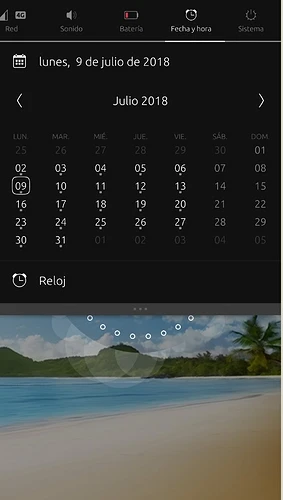 4G
Red Sonido Batería Fecha y hora Sistema
lunes, 9 de julio de 2018
Julio 2018
LUN. MAR. MIÉ. JUE. VIE. SÁB. DOM
25 26 27 28 29 30 01
02 03 04 05 06 07 08
09 10 11 12 13 14 15
16 17 18 19 20 21 22
23 24 25 26 27 28 29
30 31 01 02 03 04 05
Reloj